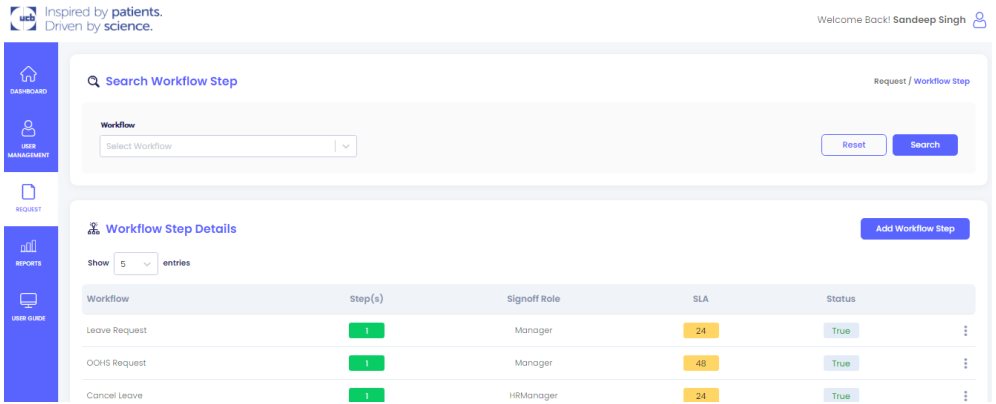 ucb Inspired by patients.
Driven by science.
Welcome Back! Sandeep Singh
DASHBOARD
USER
MANAGEMENT
REQUEST
REPORTS
USER GUIDE
Search Workflow Step
Request / Workflow Step
Workflow
Select Workflow
Reset Search
Workflow Step Details
Add Workflow Step
Show 5 entries
Workflow Step(s) Signoff Role SLA Status
Leave Request 1 Manager 24 True
OOHS Request 1 Manager 48 True
Cancel Leave 1 HRManager 24 True